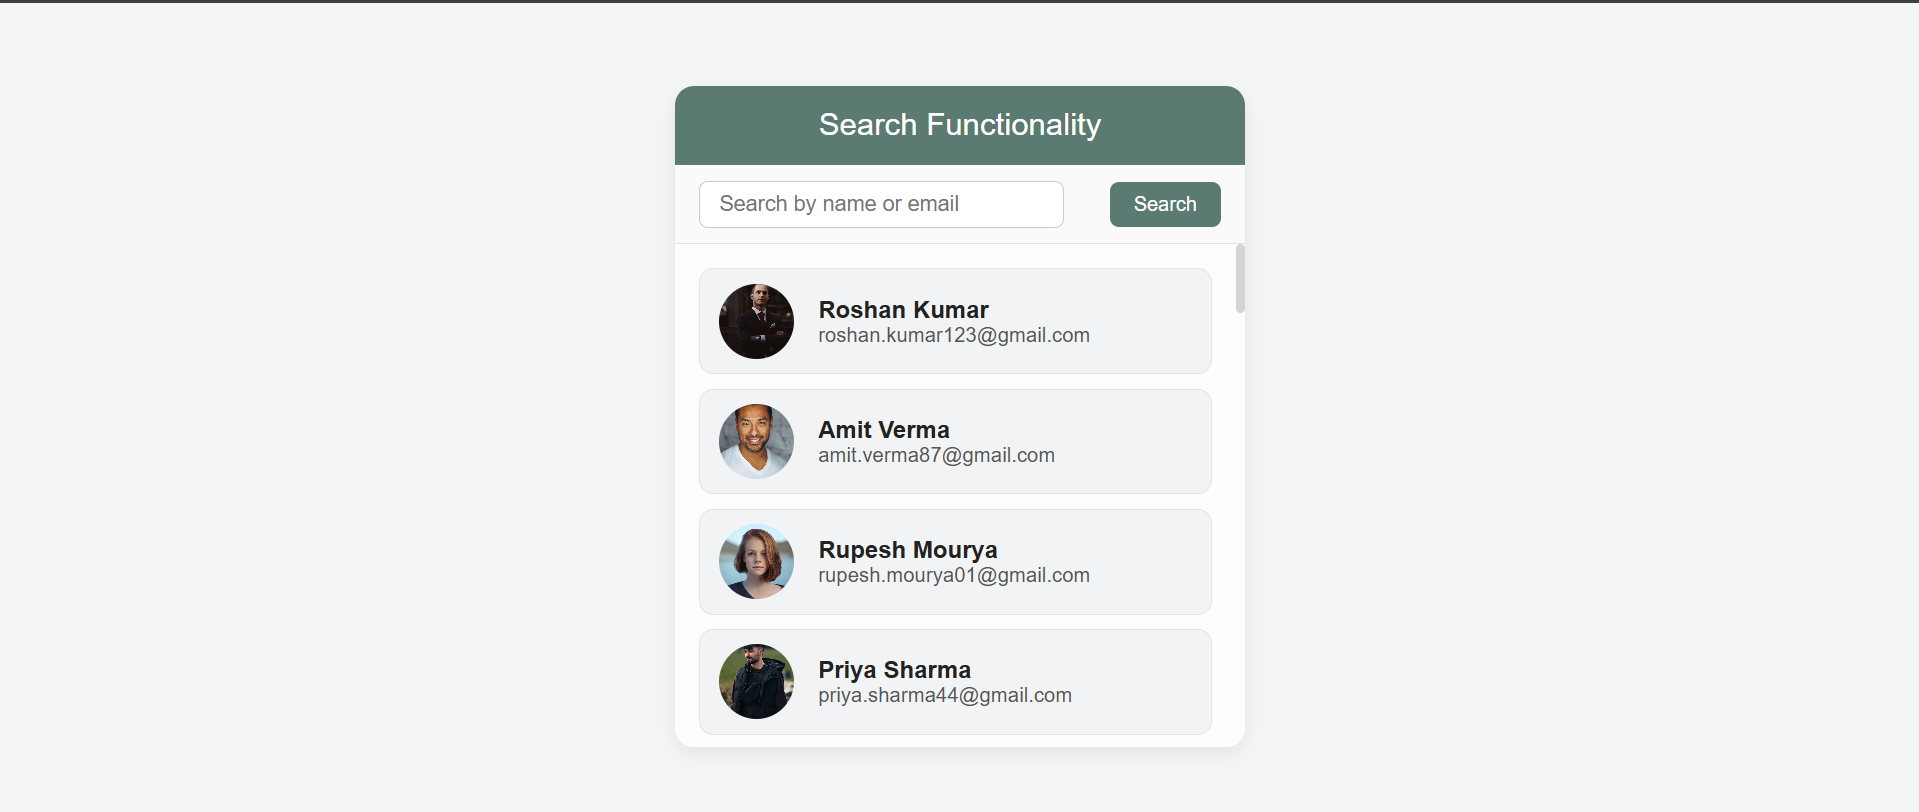 Search Functionality
Search by name or email
Search
Roshan Kumar
roshan.kumar123@gmail.com
Amit Verma
amit.verma87@gmail.com
Rupesh Mourya
rupesh.mourya01@gmail.com
Priya Sharma
priya.sharma44@gmail.com